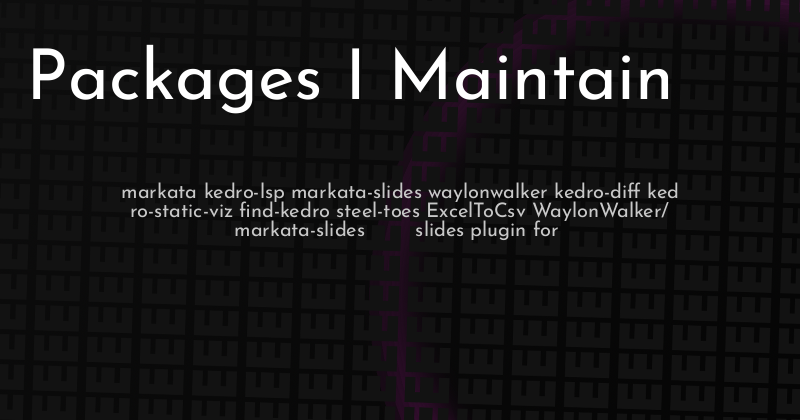 Packages I Maintain
markata kedro-lsp markata-slides waylonwalker kedro-diff ked
ro-static-viz find-kedro steel-toes ExcelToCsv WaylonWalker/
markata-slides slides plugin for